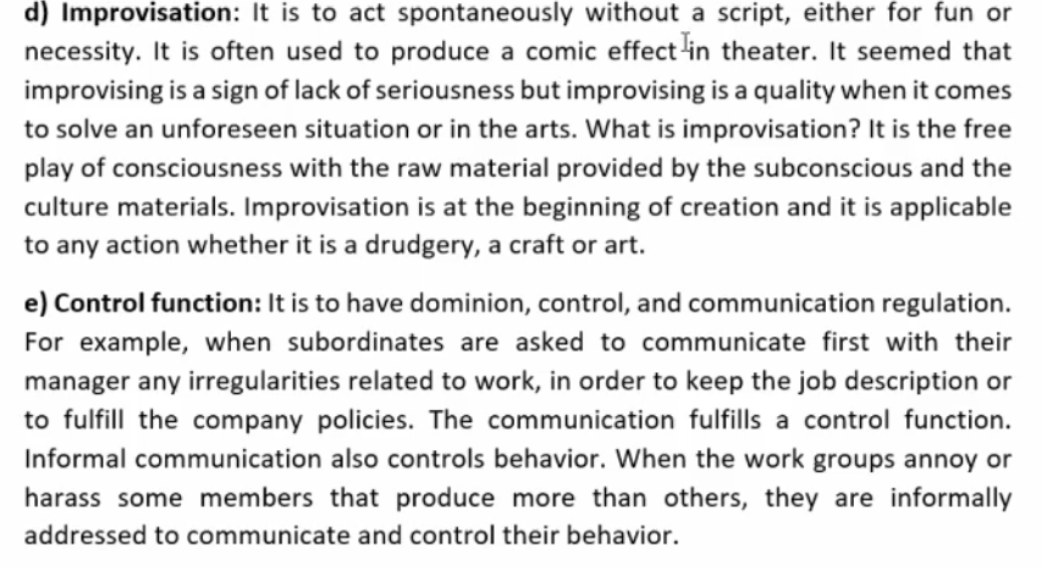 d) Improvisation: It is to act spontaneously without a script, either for fun or
necessity. It is often used to produce a comic effect in theater. It seemed that
improvising is a sign of lack of seriousness but improvising is a quality when it comes
to solve an unforeseen situation or in the arts. What is improvisation? It is the free
play of consciousness with the raw material provided by the subconscious and the
culture materials. Improvisation is at the beginning of creation and it is applicable
to any action whether it is a drudgery, a craft or art.
e) Control function: It is to have dominion, control, and communication regulation.
For example, when subordinates are asked to communicate first with their
manager any irregularities related to work, in order to keep the job description or
to fulfill the company policies. The communication fulfills a control function.
Informal communication also controls behavior. When the work groups annoy or
harass some members that produce more than others, they are informally
addressed to communicate and control their behavior.